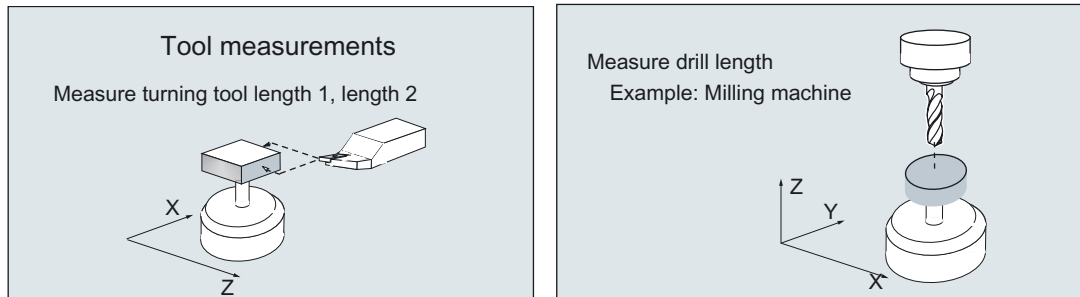 Tool measurements
Measure turning tool length 1, length 2
X
Z
Measure drill length
Example: Milling machine
Z
Y
X